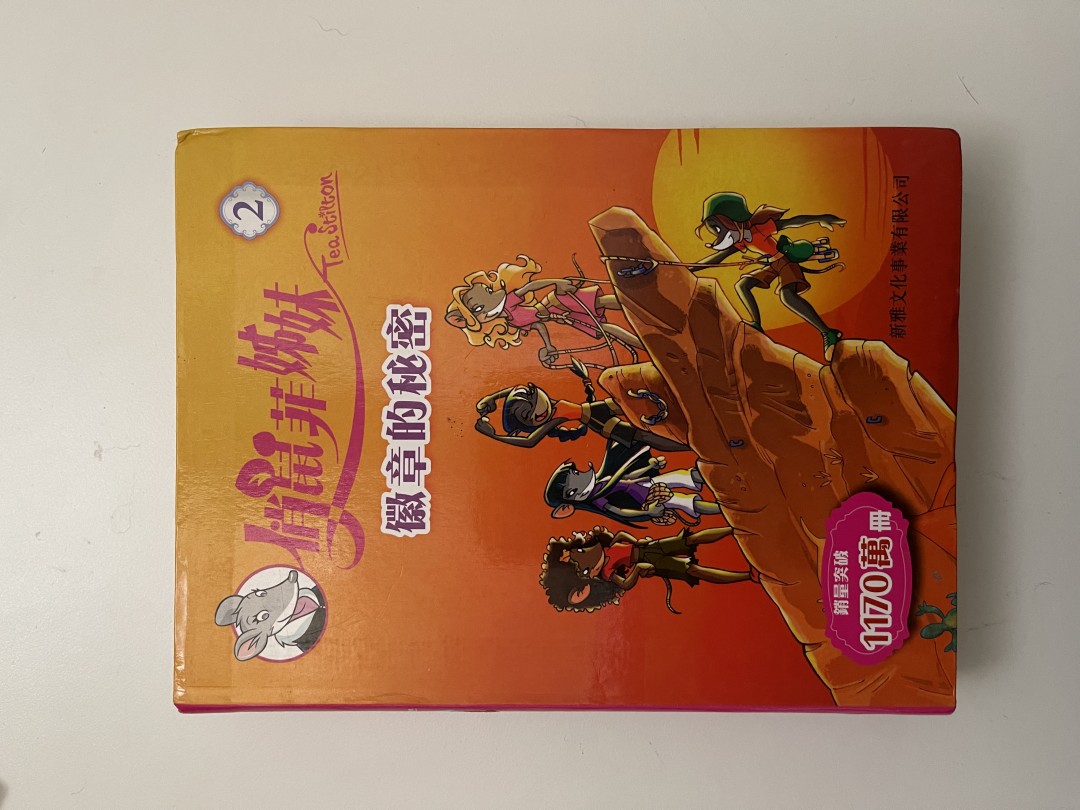 2
俏鼠菲姊妹
Tea Stilton
徽章的秘密
銷量突破
1170萬冊
新雅文化事業有限公司